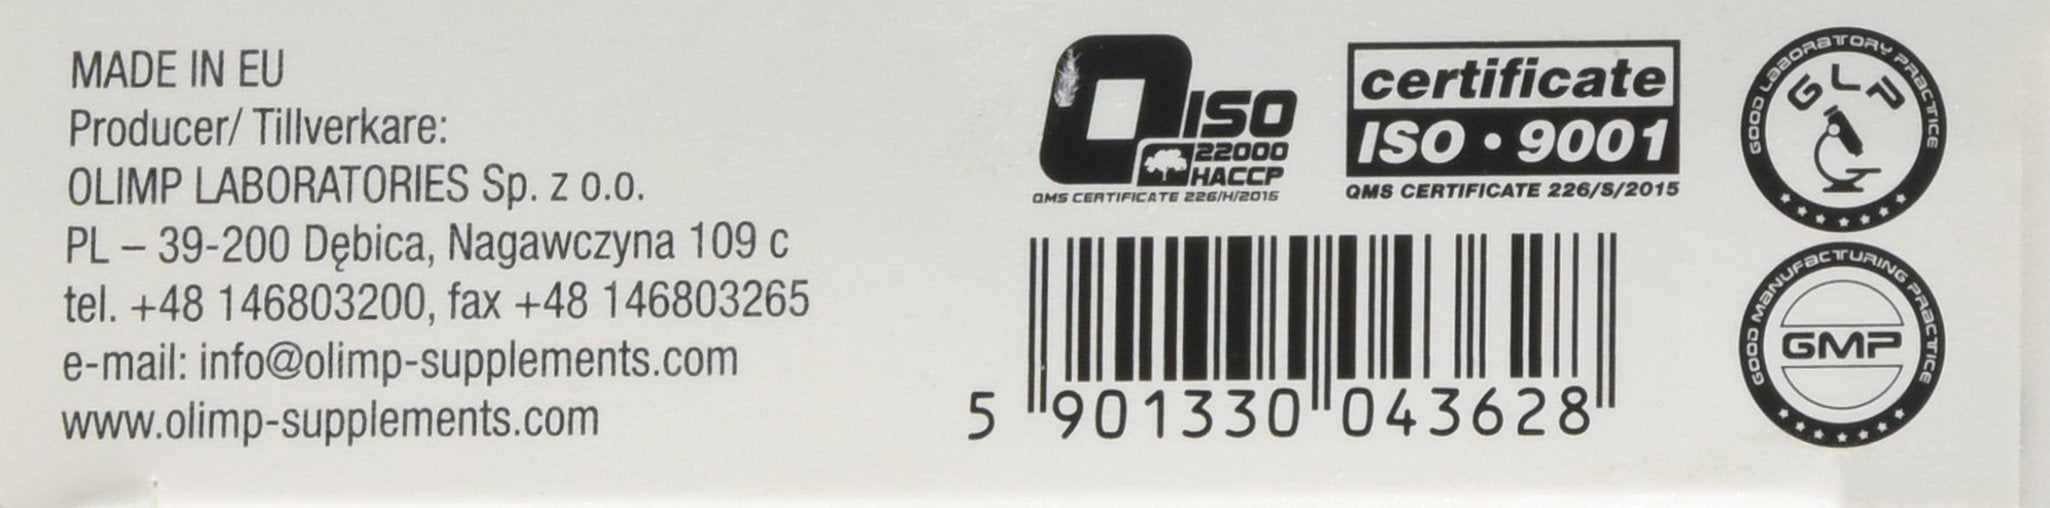 MADE IN EU
Producer/ Tillverkare:
OLIMP LABORATORIES Sp. z o.o.
PL – 39-200 Dębica, Nagawczyna 109 c
tel. +48 146803200, fax +48 146803265
e-mail: info@olimp-supplements.com
www.olimp-supplements.com
ISO
22000
HACCP
QMS CERTIFICATE 226/H/2015
certificate
ISO • 9001
QMS CERTIFICATE 226/S/2015
5 901330 043628
GOOD LABORATORY PRACTICE
GLP
GOOD MANUFACTURING PRACTICE
GMP